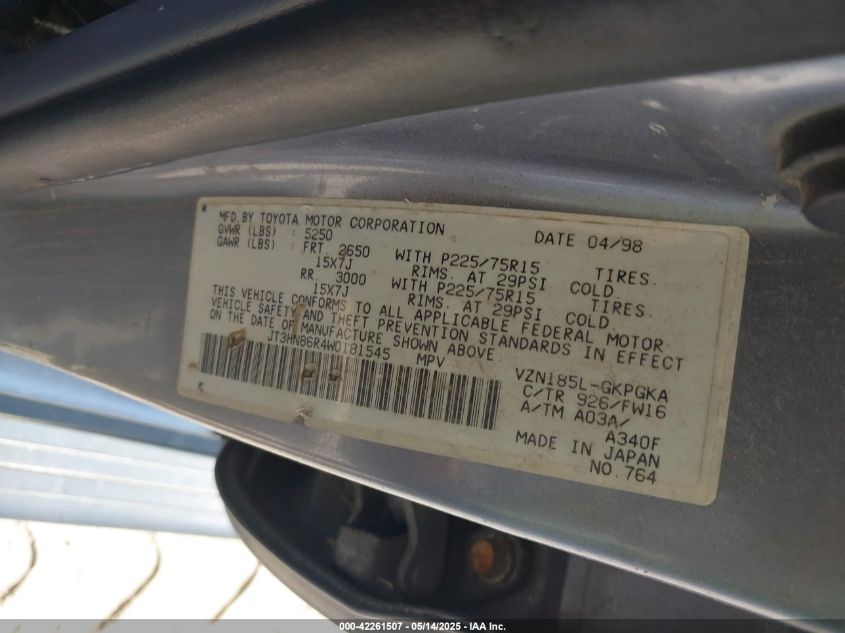 MFD. BY TOYOTA MOTOR CORPORATION DATE 04/98
GVWR (LBS) : 5250
GAWR (LBS) : FRT. 2650 WITH P225/75R15 TIRES.
15X7J RIMS. AT 29PSI COLD
RR. 3000 WITH P225/75R15 TIRES.
15X7J RIMS. AT 29PSI COLD.
THIS VEHICLE CONFORMS TO ALL APPLICABLE FEDERAL MOTOR
VEHICLE SAFETY AND THEFT PREVENTION STANDARDS IN EFFECT
ON THE DATE OF MANUFACTURE SHOWN ABOVE.
JT3HN86R4W0181545 MPV
VZN185L-GKPGKA
C/TR 926/FW16
A/TM A03A/
A340F
MADE IN JAPAN
NO. 764
000-42261507 - 05/14/2025 - IAA Inc.